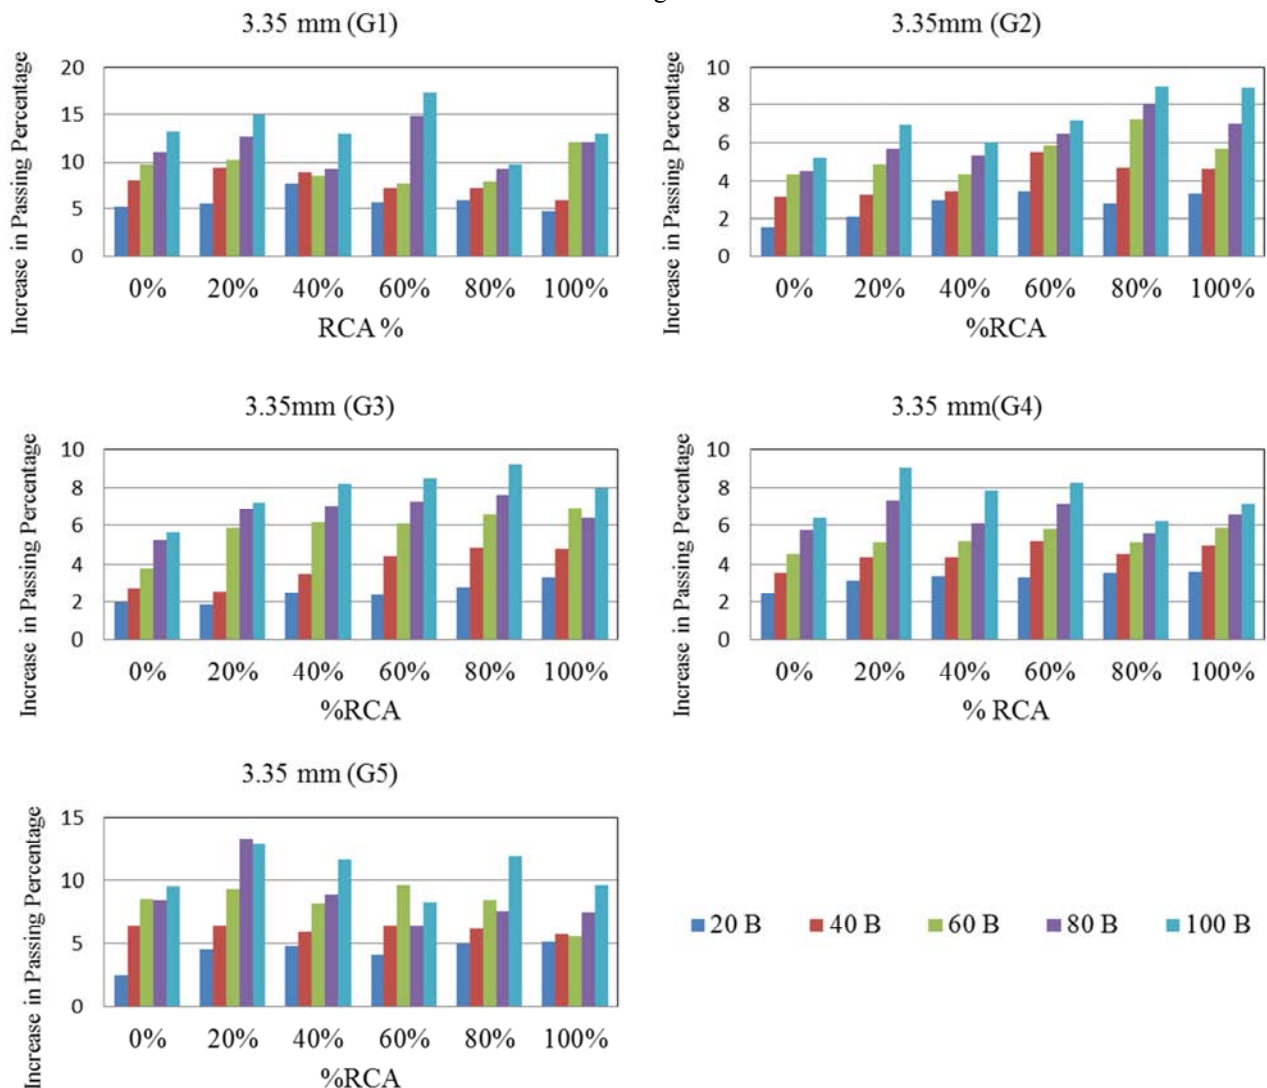 3.35 mm (G1)
Increase in Passing Percentage
20
15
10
5
0
0% 20% 40% 60% 80% 100%
RCA %
3.35mm (G2)
Increase in Passing Percentage
10
8
6
4
2
0
0% 20% 40% 60% 80% 100%
%RCA
3.35mm (G3)
Increase in Passing Percentage
10
8
6
4
2
0
0% 20% 40% 60% 80% 100%
%RCA
3.35 mm(G4)
Increase in Passing Percentage
10
8
6
4
2
0
0% 20% 40% 60% 80% 100%
% RCA
3.35 mm (G5)
Increase in Passing Percentage
15
10
5
0
0% 20% 40% 60% 80% 100%
%RCA
20 B 40 B 60 B 80 B 100 B